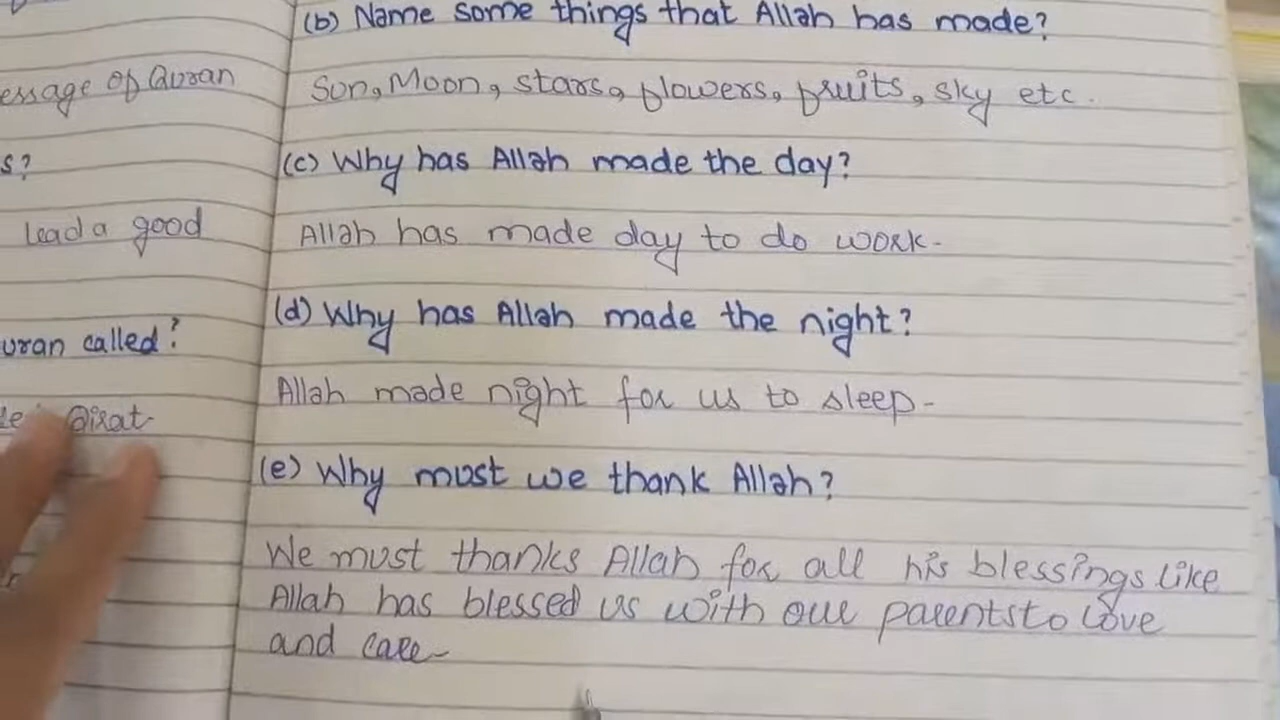 essage of Quran
s?
lead a good
uran called?
Qirat
(b) Name some things that Allah has made?
Sun, Moon, stars, flowers, fruits, sky etc.
(c) Why has Allah made the day?
Allah has made day to do work-
(d) Why has Allah made the night?
Allah made night for us to sleep-
(e) Why must we thank Allah?
We must thanks Allah for all his blessings like
Allah has blessed us with our parents to love
and care-